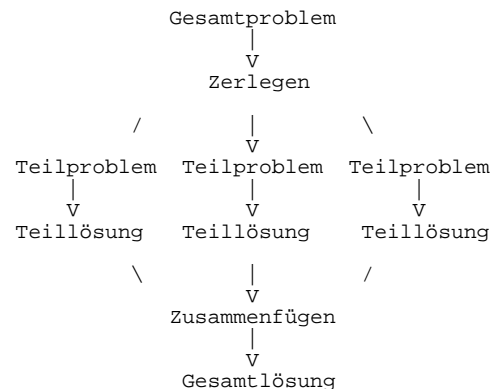 Gesamtproblem
|
V
Zerlegen
/ | \
V
Teilproblem Teilproblem Teilproblem
| | |
V V V
Teillösung Teillösung Teillösung
\ | /
V
Zusammenfügen
|
V
Gesamtlösung